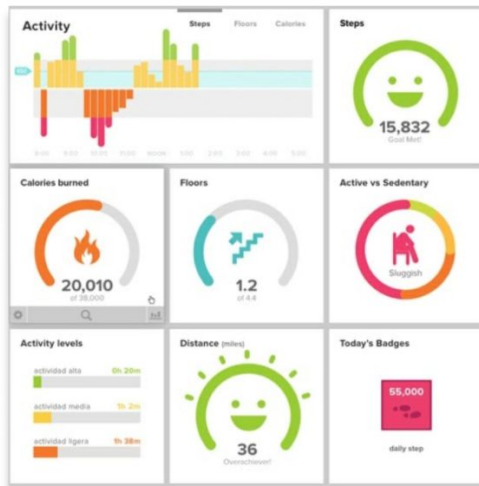 Activity
Steps Floors Calories
Steps
15,832
Goal Met!
Calories burned
20,010
of 38,000
Floors
1.2
of 4.4
Active vs Sedentary
Sluggish
Activity levels
actividad alta 0h 20m
actividad media 1h 2m
actividad ligera 1h 38m
Distance (miles)
36
Overachiever!
Today's Badges
55,000
daily step